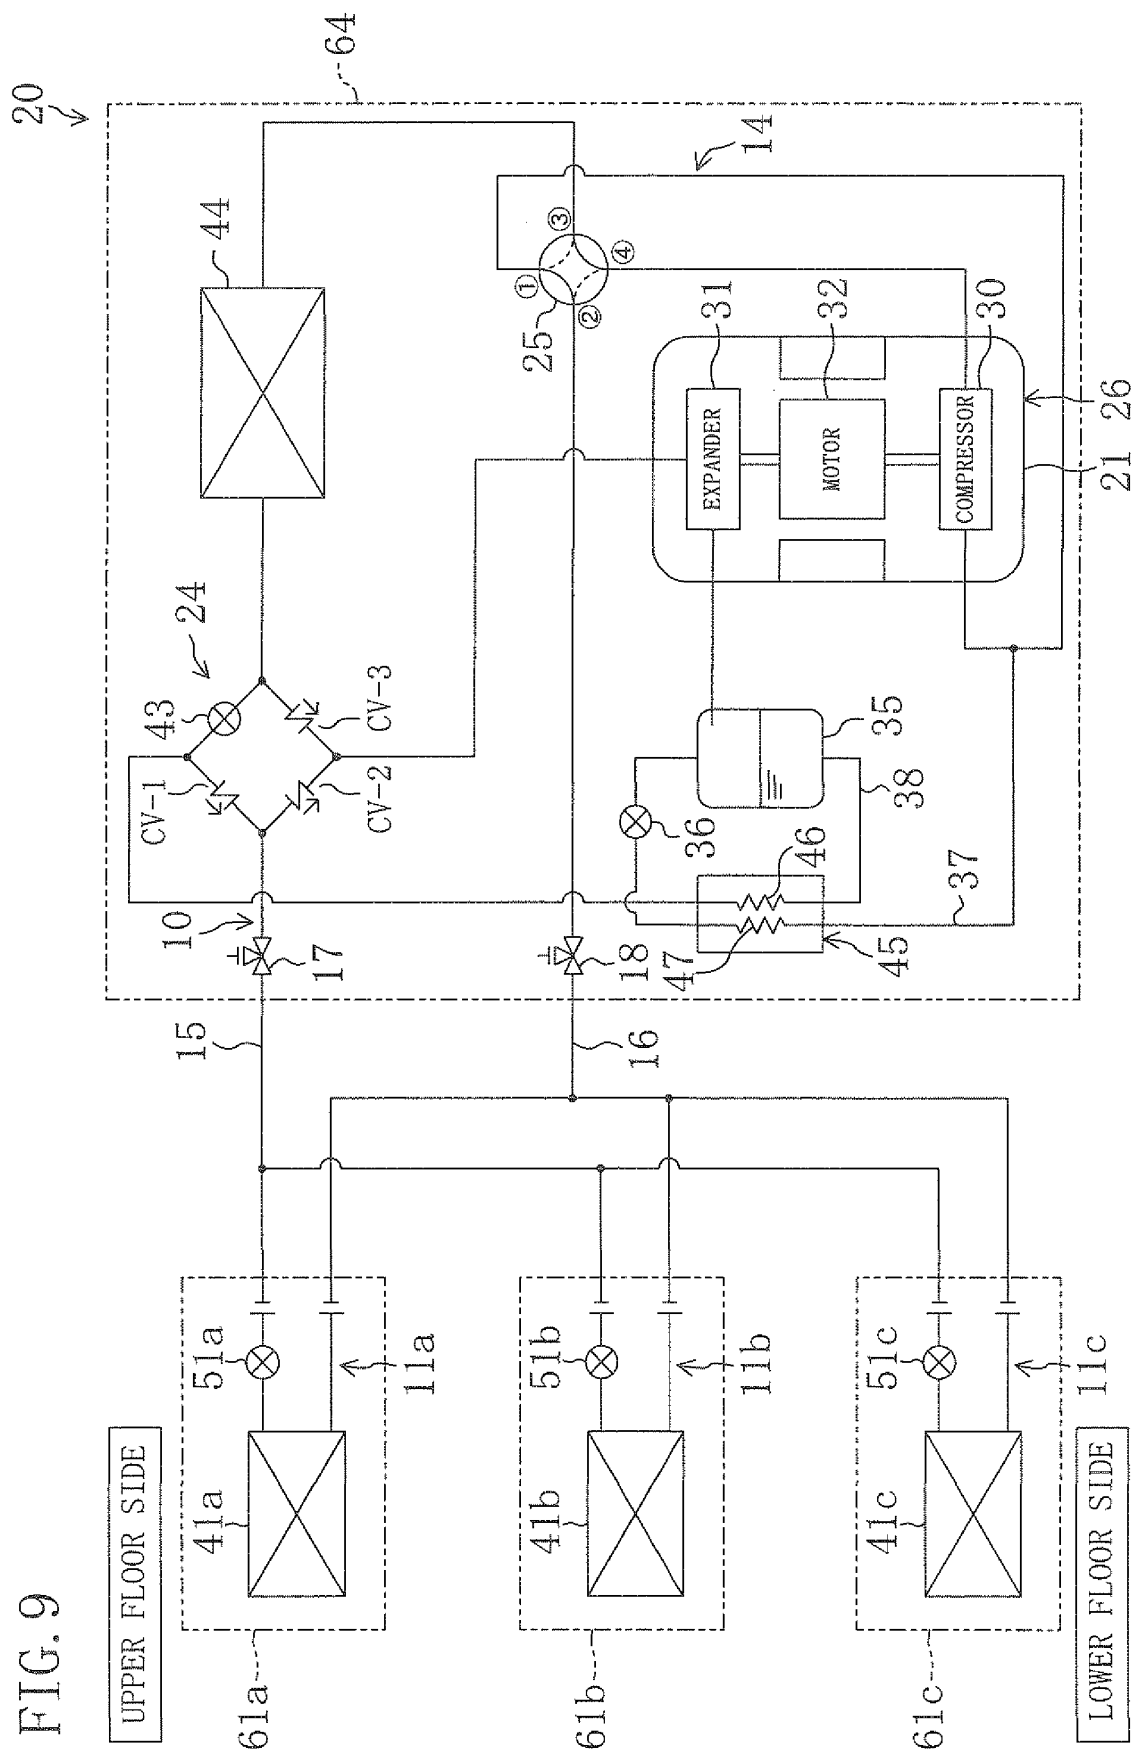 FIG. 9
20
64
UPPER FLOOR SIDE
44
24
43
CV-1
CV-2
CV-3
10
17
15
25
①
②
③
④
14
18
16
36
35
38
46
47
45
37
31
EXPANDER
32
MOTOR
30
COMPRESSOR
26
21
51a
41a
11a
61a
51b
41b
11b
61b
51c
41c
11c
61c
LOWER FLOOR SIDE